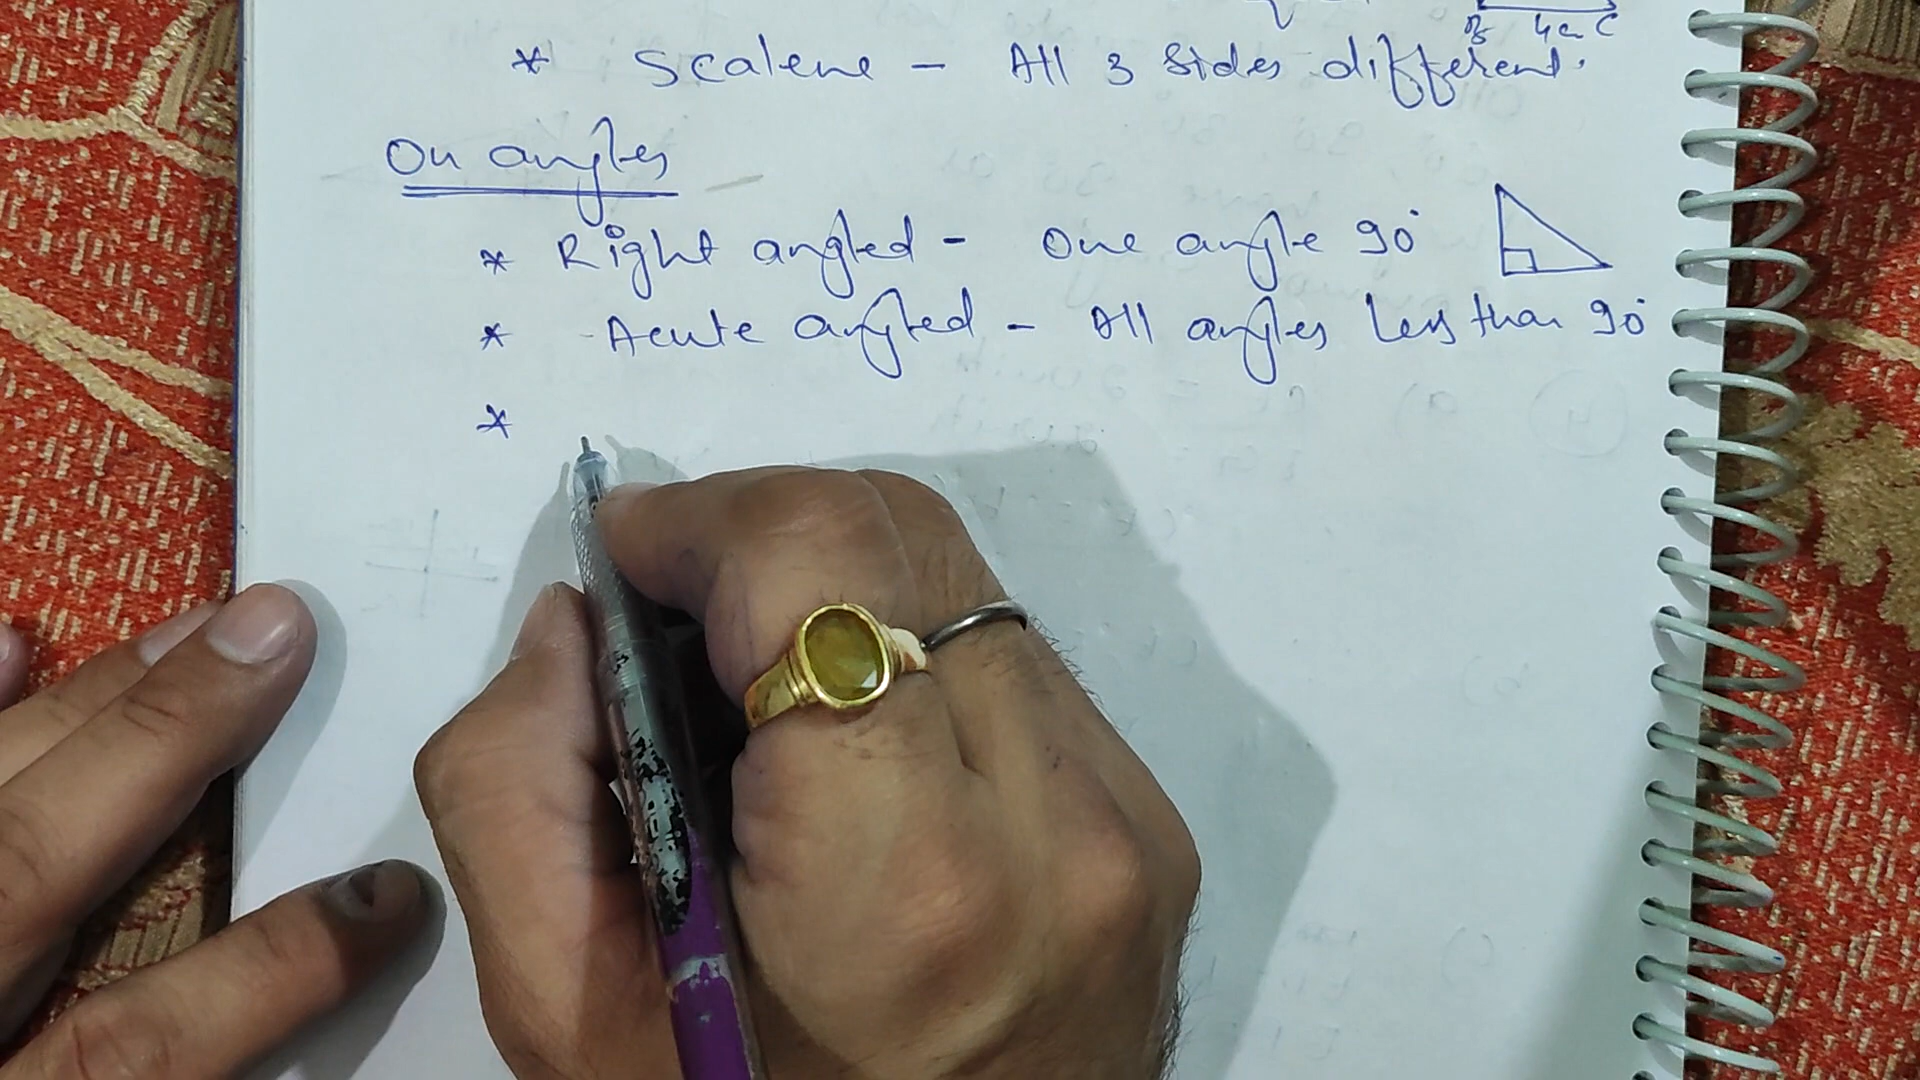 B 4cm C
* Scalene - All 3 sides different.
On angles
* Right angled - One angle 90°
* Acute angled - All angles less than 90°
*